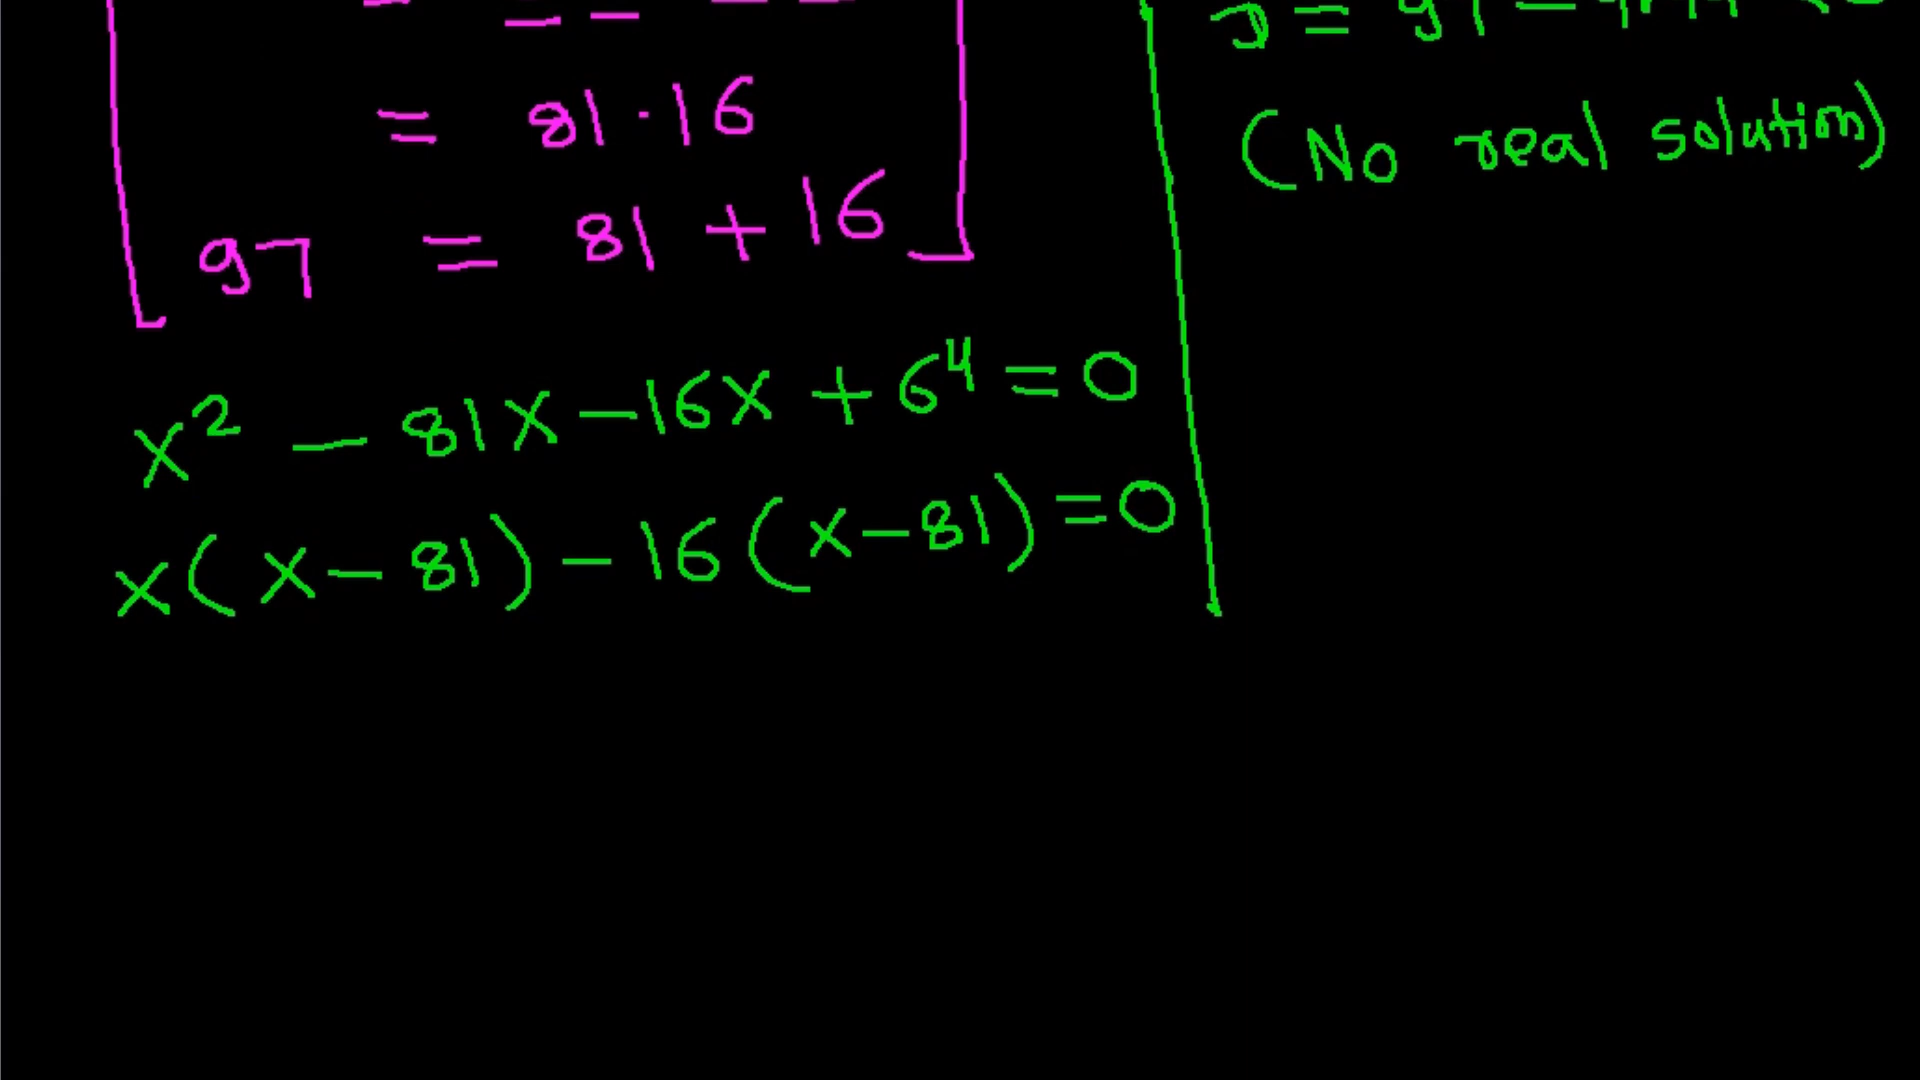 = 81·16
97 = 81 + 16
x² - 81x - 16x + 6⁴ = 0
x(x - 81) - 16(x - 81) = 0
(No real solution)